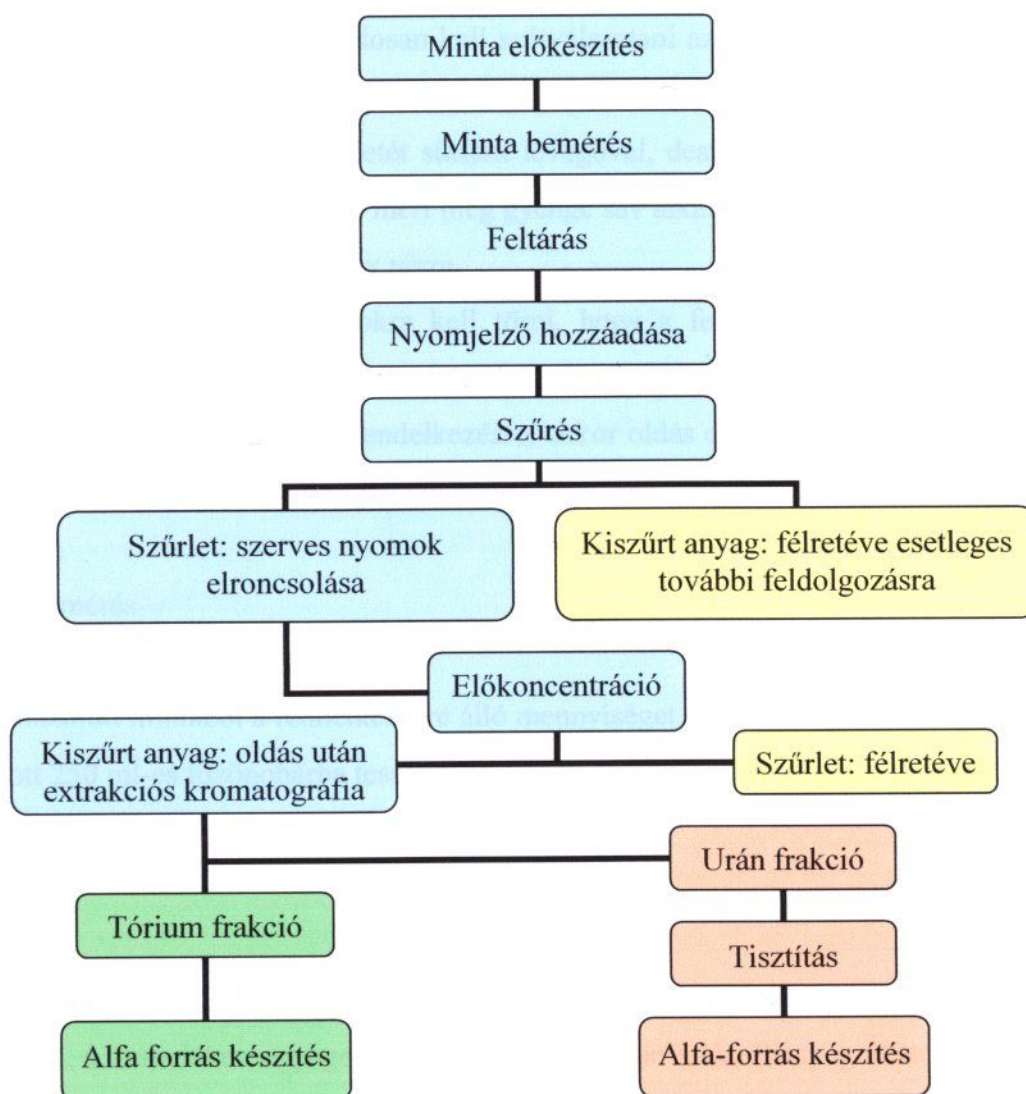 Minta előkészítés
Minta bemérés
Feltárás
Nyomjelző hozzáadása
Szűrés
Szűrlet: szerves nyomok
elroncsolása
Kiszűrt anyag: félretéve esetleges
további feldolgozásra
Előkoncentráció
Kiszűrt anyag: oldás után
extrakciós kromatográfia
Szűrlet: félretéve
Urán frakció
Tórium frakció
Tisztítás
Alfa forrás készítés
Alfa-forrás készítés